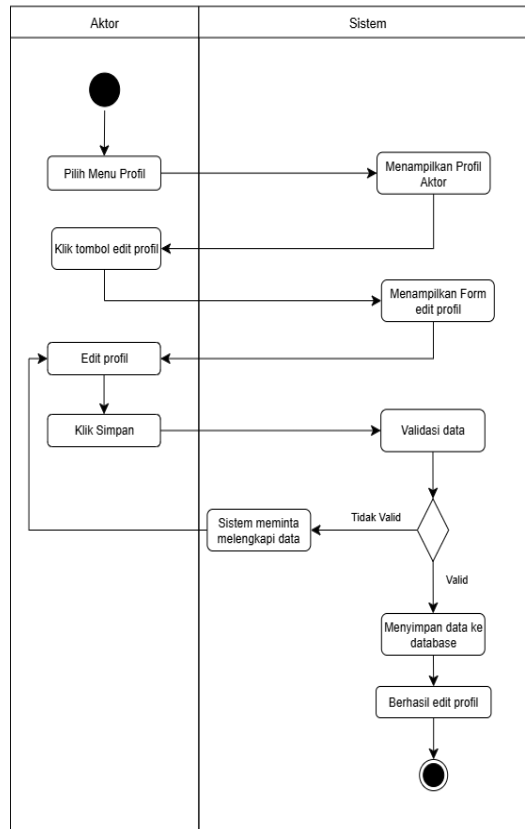 Aktor
Sistem
Pilih Menu Profil
Menampilkan Profil
Aktor
Klik tombol edit profil
Menampilkan Form
edit profil
Edit profil
Klik Simpan
Validasi data
Tidak Valid
Sistem meminta
melengkapi data
Valid
Menyimpan data ke
database
Berhasil edit profil